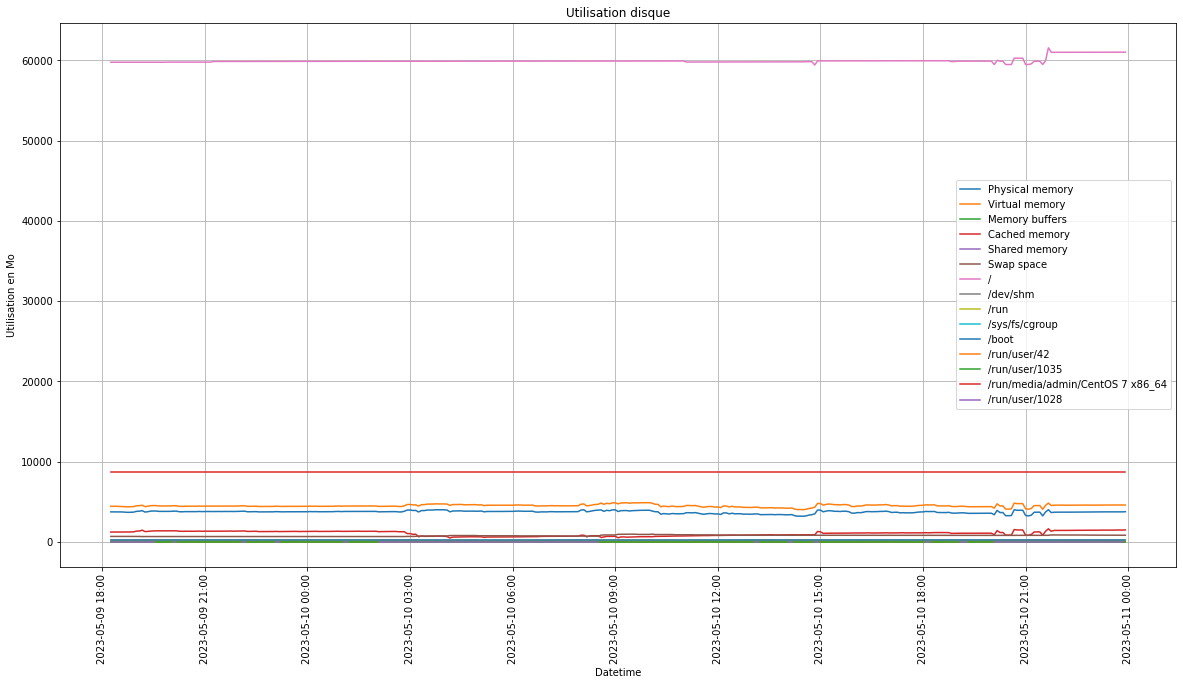 Utilisation disque
60000
50000
40000
30000
20000
10000
0
Utilisation en Mo
Physical memory
Virtual memory
Memory buffers
Cached memory
Shared memory
Swap space
/
/dev/shm
/run
/sys/fs/cgroup
/boot
/run/user/42
/run/user/1035
/run/media/admin/CentOS 7 x86_64
/run/user/1028
2023-05-09 18:00
2023-05-09 21:00
2023-05-10 00:00
2023-05-10 03:00
2023-05-10 06:00
2023-05-10 09:00
2023-05-10 12:00
2023-05-10 15:00
2023-05-10 18:00
2023-05-10 21:00
2023-05-11 00:00
Datetime